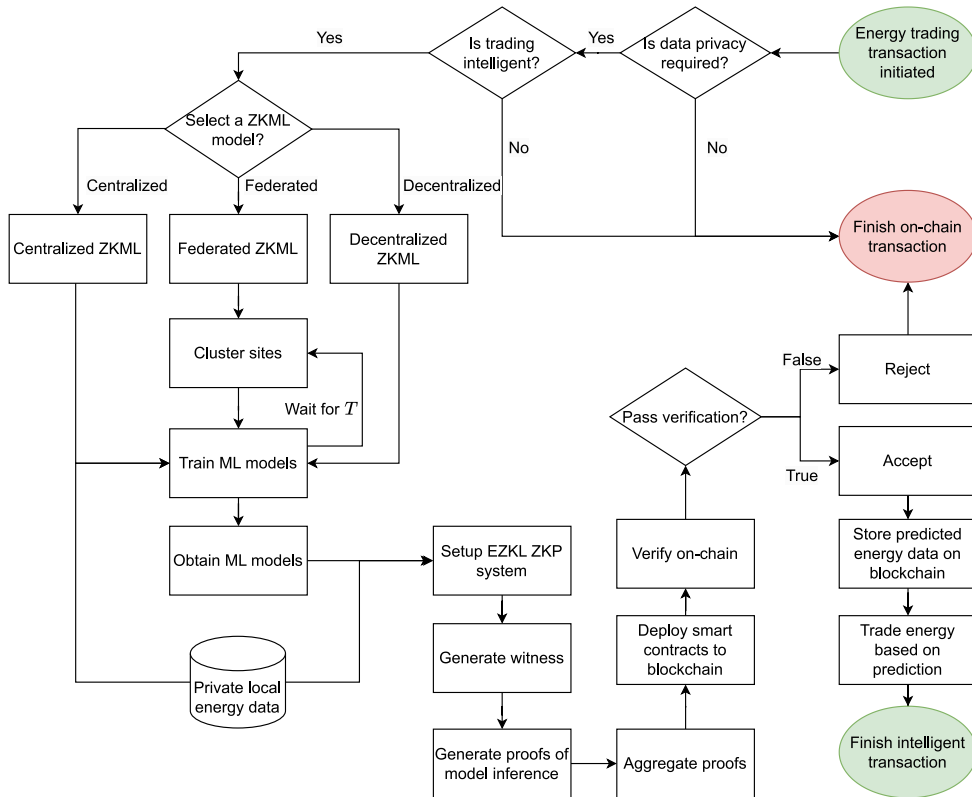 Energy trading
transaction
initiated
Is data privacy
required?
Yes
Is trading
intelligent?
Yes
No
No
Select a ZKML
model?
Centralized
Federated
Decentralized
Centralized ZKML
Federated ZKML
Decentralized
ZKML
Finish on-chain
transaction
Cluster sites
Wait for T
Train ML models
Obtain ML models
Private local
energy data
Setup EZKL ZKP
system
Generate witness
Generate proofs of
model inference
Aggregate proofs
Deploy smart
contracts to
blockchain
Verify on-chain
Pass verification?
False
True
Reject
Accept
Store predicted
energy data on
blockchain
Trade energy
based on
prediction
Finish intelligent
transaction